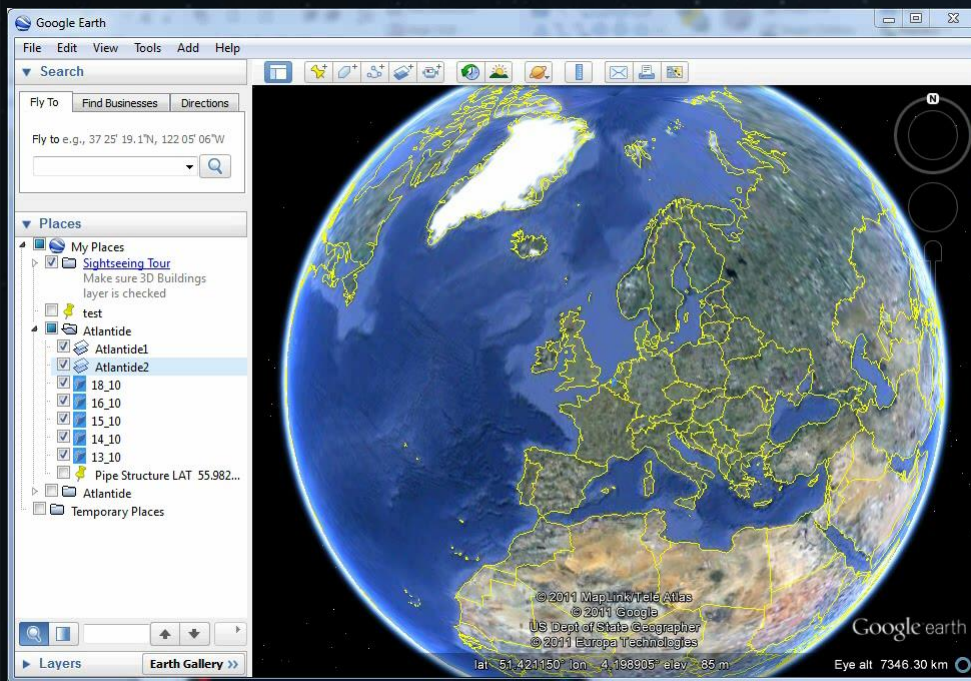 Google Earth
File Edit View Tools Add Help
Search
Fly To Find Businesses Directions
Fly to e.g., 37 25' 19.1"N, 122 05' 06"W
Places
My Places
Sightseeing Tour
Make sure 3D Buildings
layer is checked
test
Atlantide
Atlantide1
Atlantide2
18_10
16_10
15_10
14_10
13_10
Pipe Structure LAT 55.982...
Atlantide
Temporary Places
Layers
Earth Gallery >>
N
© 2011 MapLink/Tele Atlas
© 2011 Google
US Dept of State Geographer
© 2011 Europa Technologies
Google earth
lat 51.421150° lon 4.198905° elev 85 m
Eye alt 7346.30 km